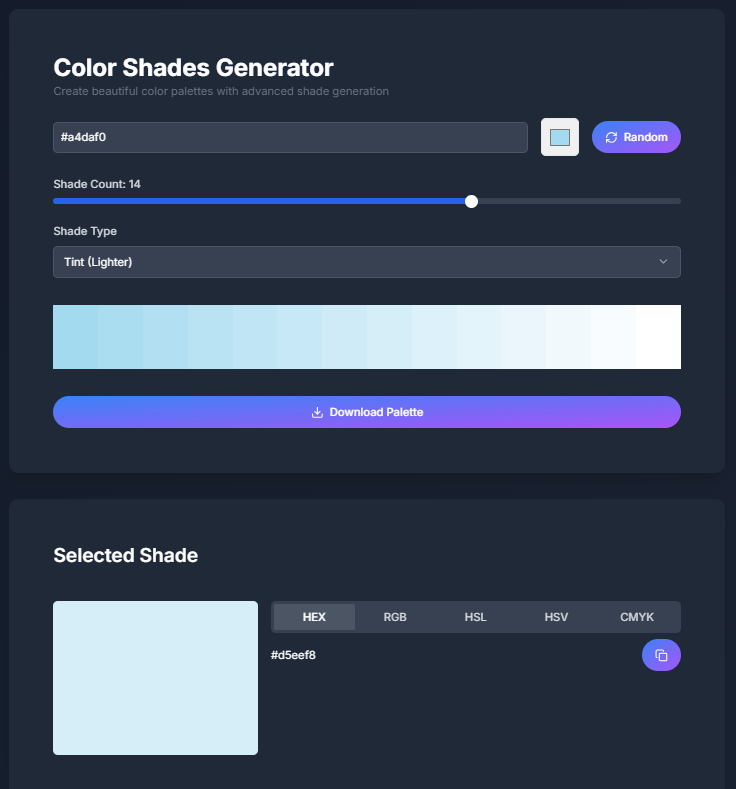 Color Shades Generator
Create beautiful color palettes with advanced shade generation
#a4daf0
Random
Shade Count: 14
Shade Type
Tint (Lighter)
Download Palette
Selected Shade
HEX RGB HSL HSV CMYK
#d5eef8